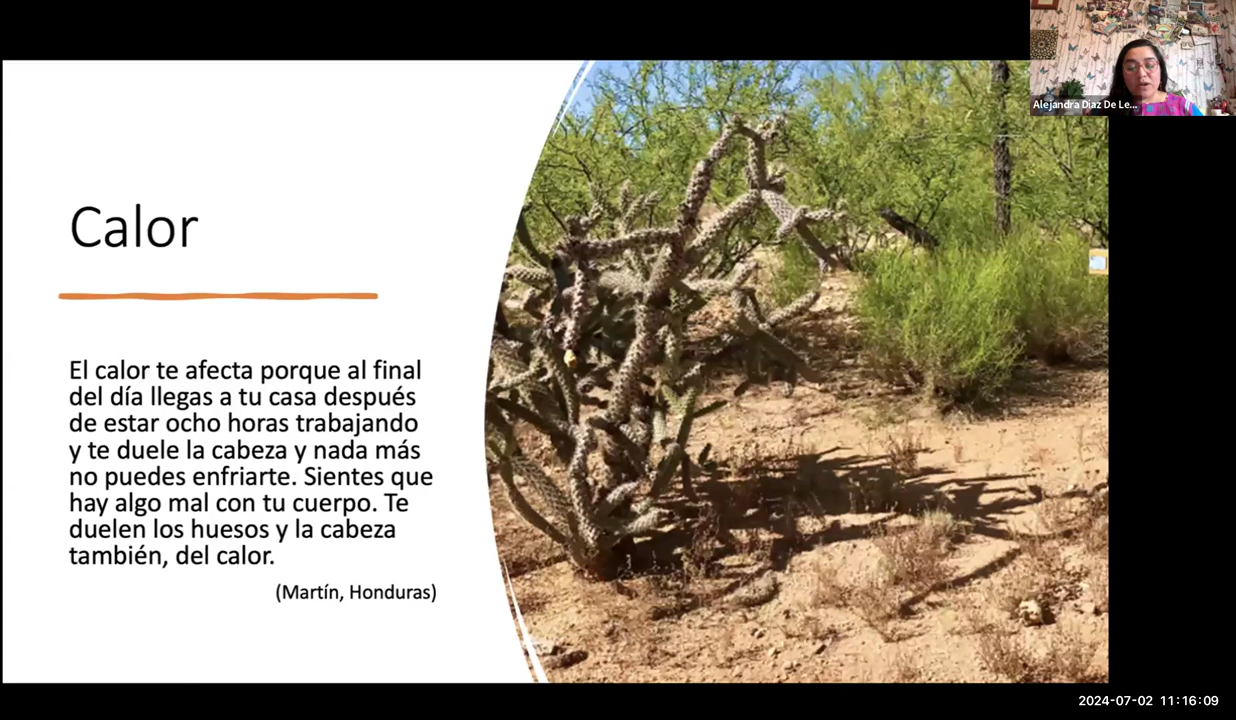 Alejandra Diaz De Le...
Calor
El calor te afecta porque al final
del día llegas a tu casa después
de estar ocho horas trabajando
y te duele la cabeza y nada más
no puedes enfriarte. Sientes que
hay algo mal con tu cuerpo. Te
duelen los huesos y la cabeza
también, del calor.
(Martín, Honduras)
2024-07-02 11:16:09